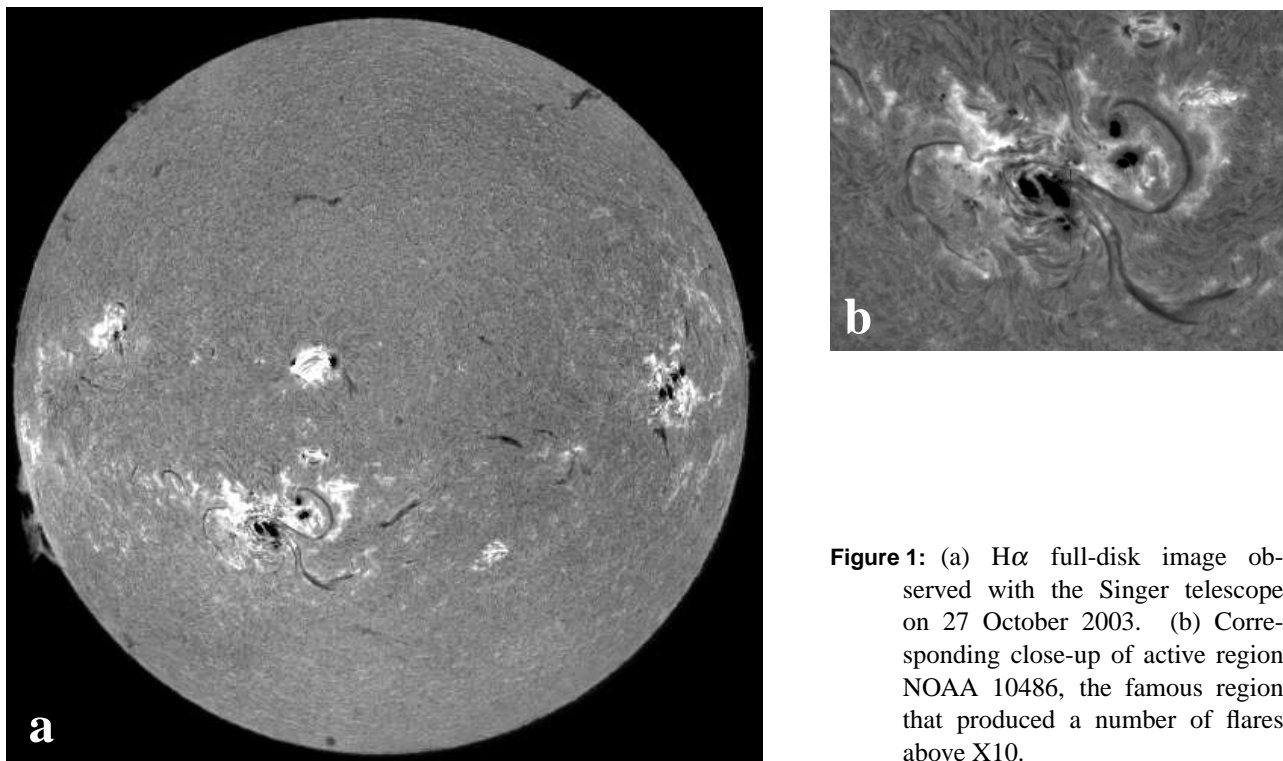 a
b
Figure 1: (a) Hα full-disk image ob-
served with the Singer telescope
on 27 October 2003. (b) Corre-
sponding close-up of active region
NOAA 10486, the famous region
that produced a number of flares
above X10.